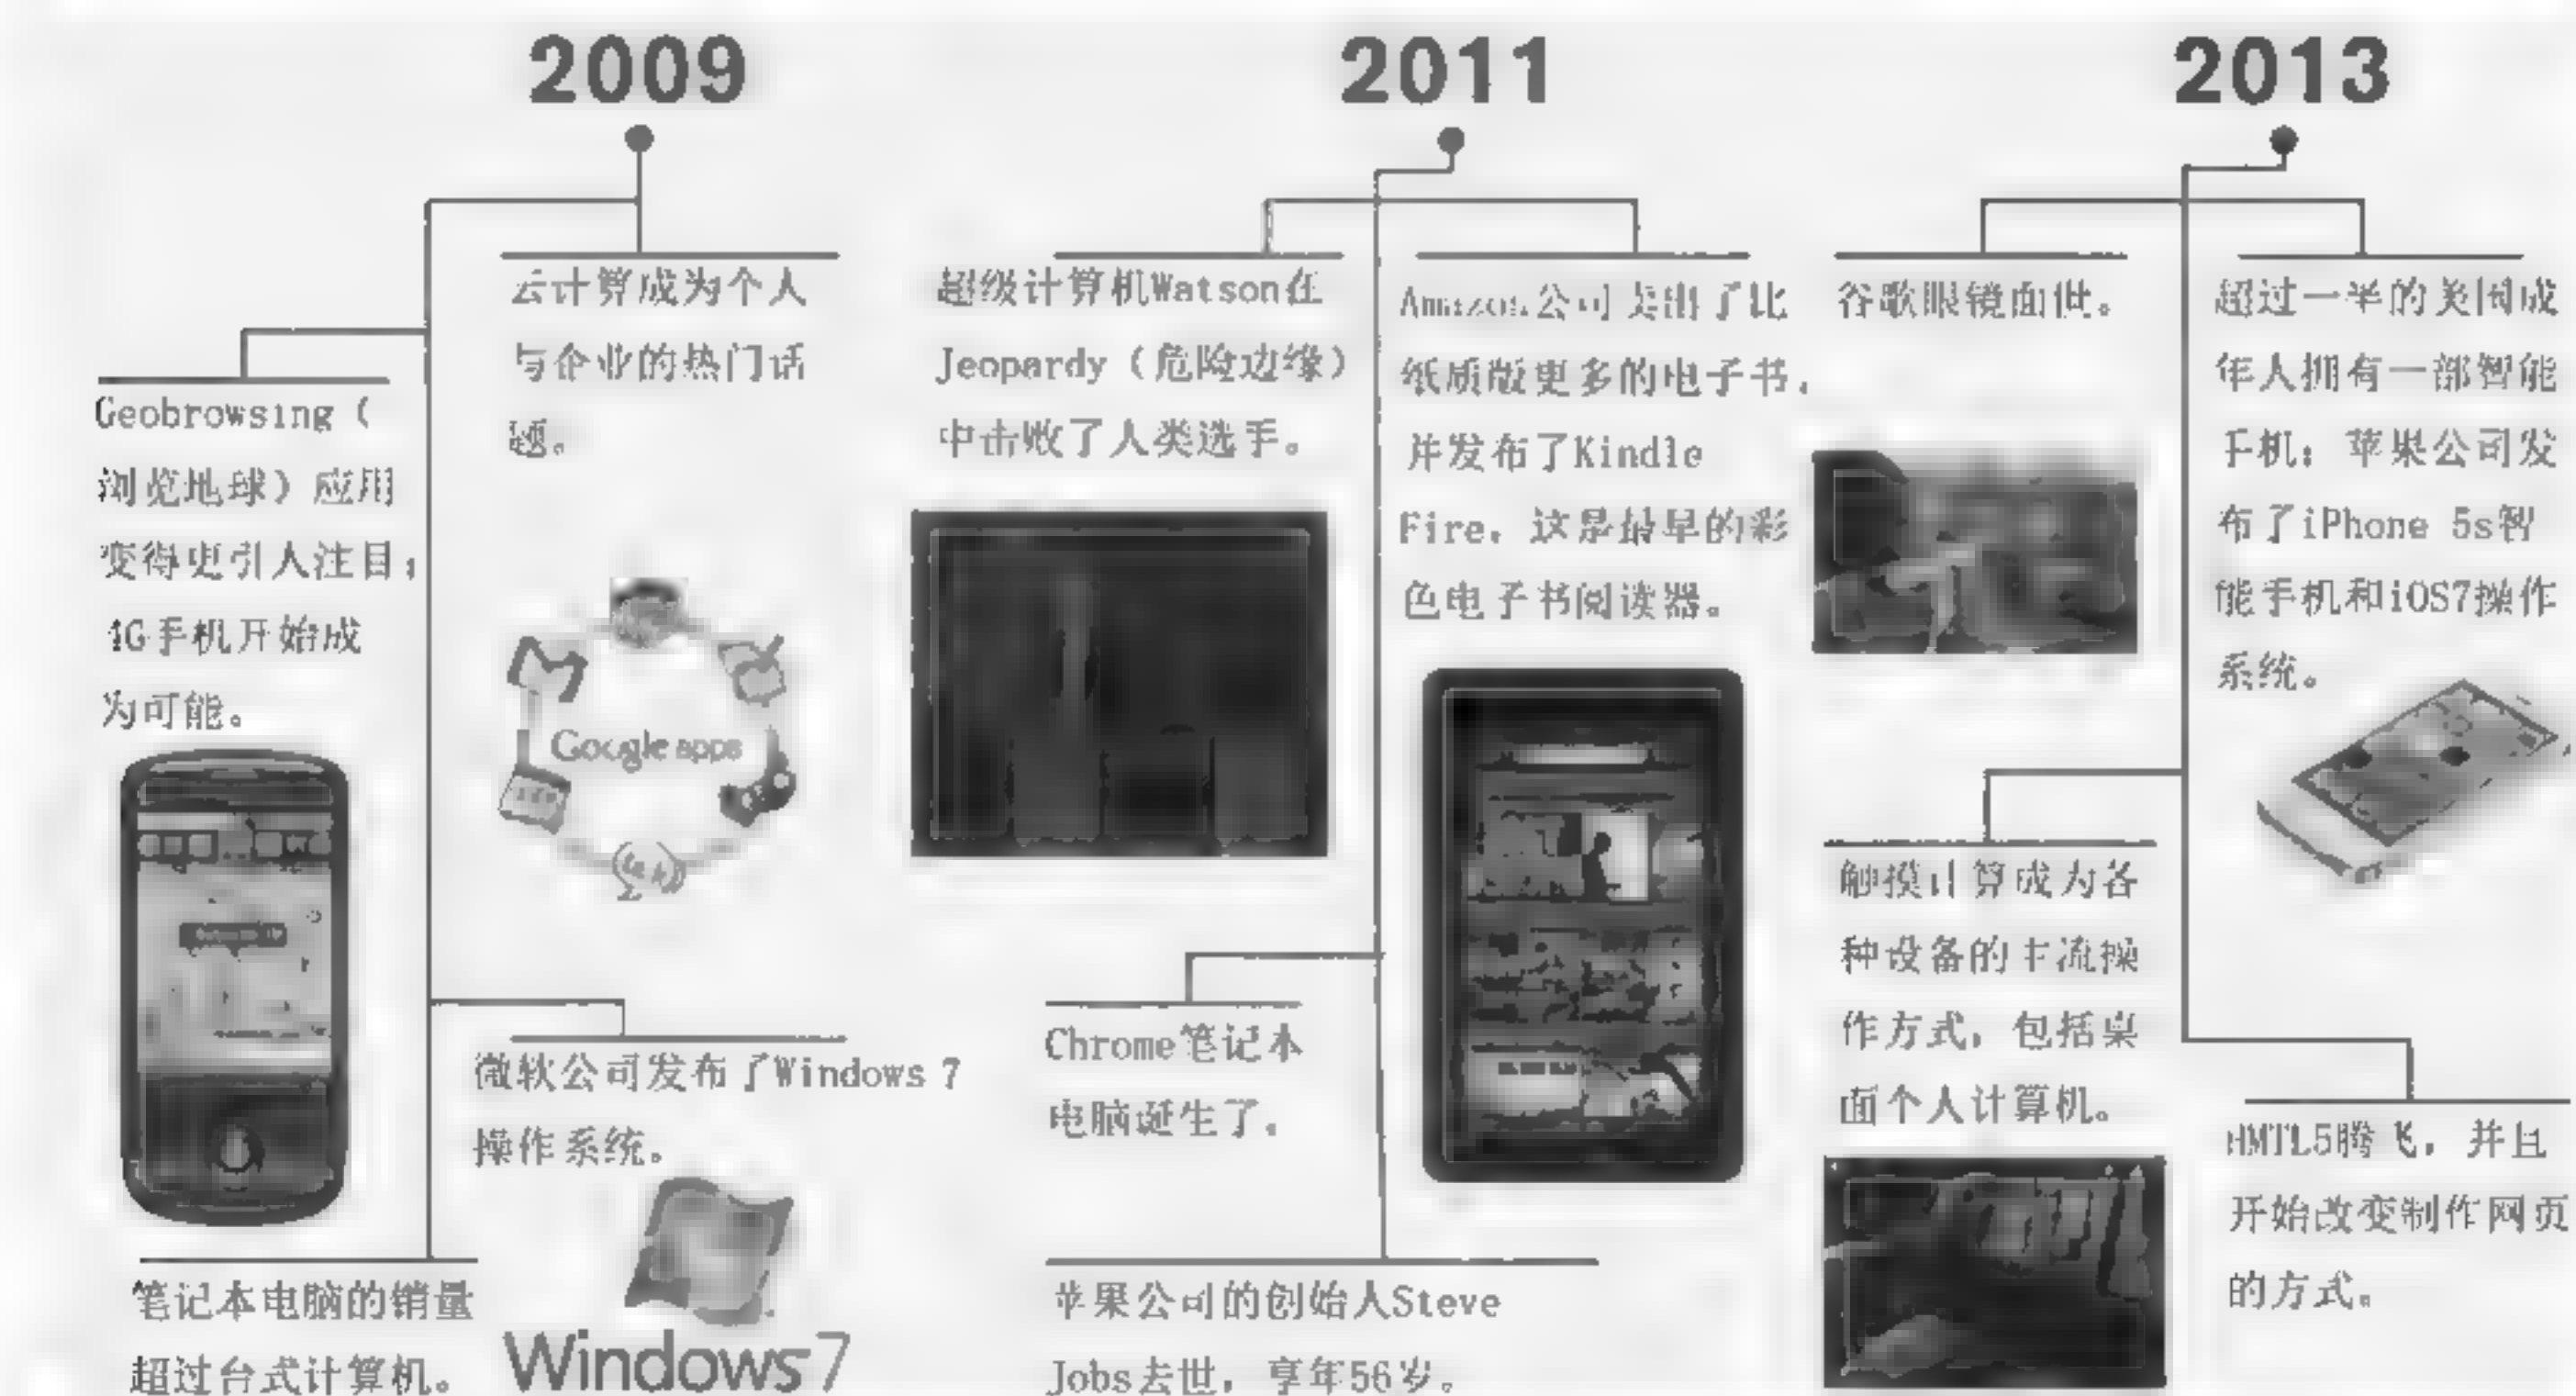 2009
云计算成为个人
与企业的热门话
题。
Geobrowsing（
浏览地球）应用
变得更引人注目；
4G手机开始成
为可能。
Google apps
微软公司发布了Windows 7
操作系统。
Windows 7
笔记本电脑的销量
超过台式计算机。
2011
超级计算机Watson在
Jeopardy（危险边缘）
中击败了人类选手。
Amazon公司卖出了比
纸质版更多的电子书，
并发布了Kindle
Fire，这是最早的彩
色电子书阅读器。
Chrome笔记本
电脑诞生了。
苹果公司的创始人Steve
Jobs去世，享年56岁。
2013
谷歌眼镜面世。
超过一半的美国成
年人拥有一部智能
手机；苹果公司发
布了iPhone 5s智
能手机和iOS7操作
系统。
触摸计算成为各
种设备的主流操
作方式，包括桌
面个人计算机。
HMTL5腾飞，并且
开始改变制作网页
的方式。